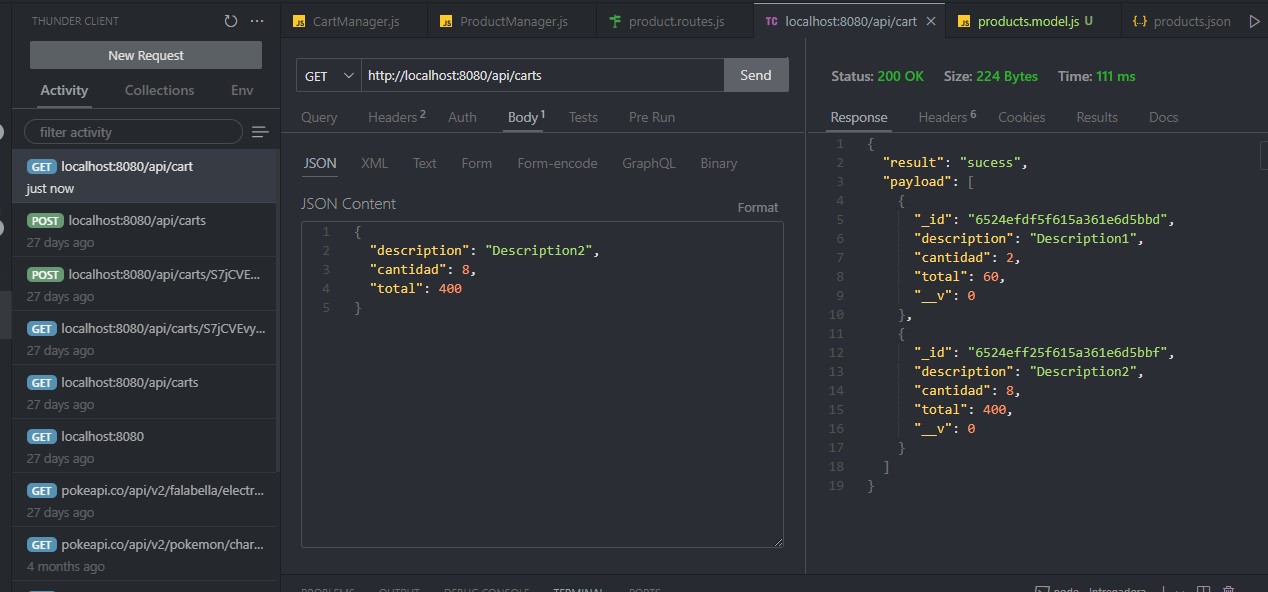 THUNDER CLIENT
New Request
Activity Collections Env
filter activity
GET localhost:8080/api/cart
just now
POST localhost:8080/api/carts
27 days ago
POST localhost:8080/api/carts/S7jCVE...
27 days ago
GET localhost:8080/api/carts/S7jCVEvy...
27 days ago
GET localhost:8080/api/carts
27 days ago
GET localhost:8080
27 days ago
GET pokeapi.co/api/v2/falabella/electr...
27 days ago
GET pokeapi.co/api/v2/pokemon/char...
4 months ago
JS CartManager.js JS ProductManager.js product.routes.js TC localhost:8080/api/cart JS products.model.js U {..} products.json
GET http://localhost:8080/api/carts Send
Query Headers 2 Auth Body 1 Tests Pre Run
JSON XML Text Form Form-encode GraphQL Binary
JSON Content Format
1 {
2 "description": "Description2",
3 "cantidad": 8,
4 "total": 400
5 }
Status: 200 OK Size: 224 Bytes Time: 111 ms
Response Headers 6 Cookies Results Docs
1 {
2 "result": "sucess",
3 "payload": [
4 {
5 "_id": "6524efdf5f615a361e6d5bbd",
6 "description": "Description1",
7 "cantidad": 2,
8 "total": 60,
9 "__v": 0
10 },
11 {
12 "_id": "6524eff25f615a361e6d5bbf",
13 "description": "Description2",
14 "cantidad": 8,
15 "total": 400,
16 "__v": 0
17 }
18 ]
19 }
PROBLEMS OUTPUT DEBUG CONSOLE TERMINAL PORTS